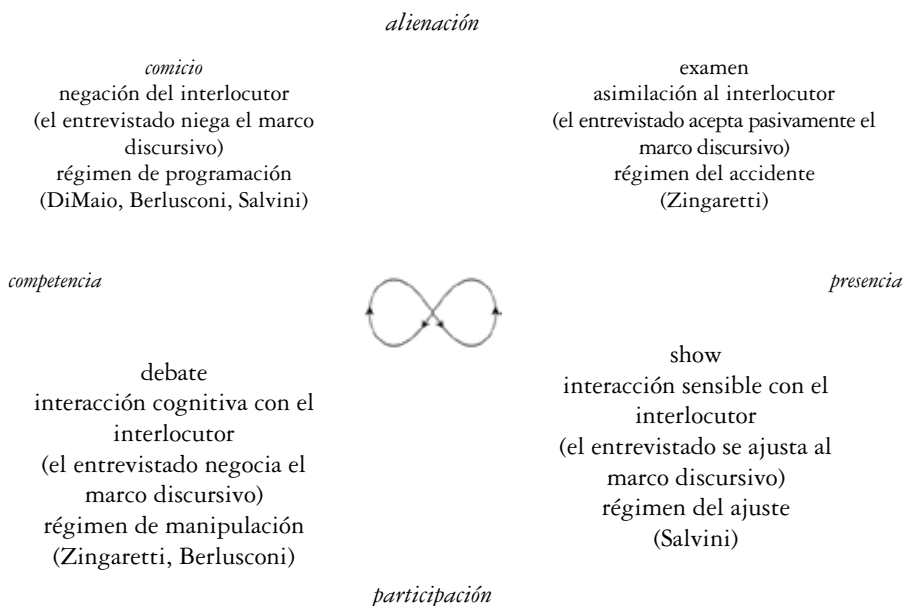 alienación
comicio
negación del interlocutor
(el entrevistado niega el marco
discursivo)
régimen de programación
(DiMaio, Berlusconi, Salvini)
examen
asimilación al interlocutor
(el entrevistado acepta pasivamente el
marco discursivo)
régimen del accidente
(Zingaretti)
competencia
presencia
debate
interacción cognitiva con el
interlocutor
(el entrevistado negocia el
marco discursivo)
régimen de manipulación
(Zingaretti, Berlusconi)
show
interacción sensible con el
interlocutor
(el entrevistado se ajusta al
marco discursivo)
régimen del ajuste
(Salvini)
participación